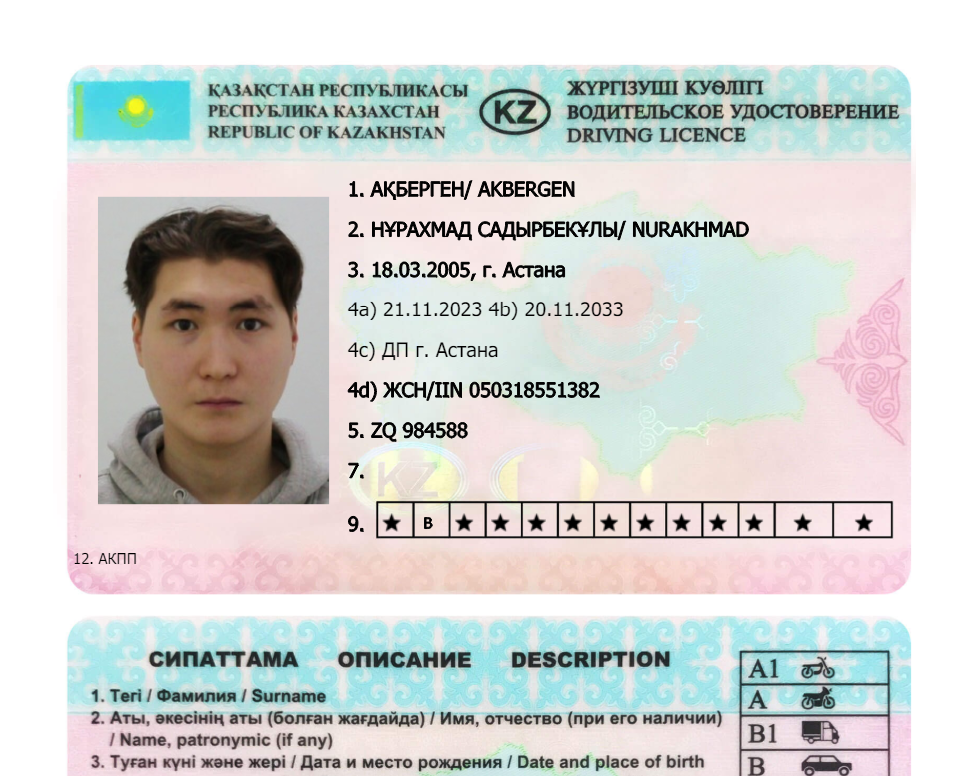 ҚАЗАҚСТАН РЕСПУБЛИКАСЫ
РЕСПУБЛИКА КАЗАХСТАН
REPUBLIC OF KAZAKHSTAN
KZ
ЖҮРГІЗУШІ КУӘЛІГІ
ВОДИТЕЛЬСКОЕ УДОСТОВЕРЕНИЕ
DRIVING LICENCE
1. АҚБЕРГЕН/ AKBERGEN
2. НҰРАХМАД САДЫРБЕКҰЛЫ/ NURAKHMAD
3. 18.03.2005, г. Астана
4a) 21.11.2023 4b) 20.11.2033
4c) ДП г. Астана
4d) ЖСН/IIN 050318551382
5. ZQ 984588
7.
KZ
9. ★ B ★ ★ ★ ★ ★ ★ ★ ★ ★ ★ ★
12. АКПП
СИПАТТАМА ОПИСАНИЕ DESCRIPTION
1. Тегі / Фамилия / Surname
2. Аты, әкесінің аты (болған жағдайда) / Имя, отчество (при его наличии)
/ Name, patronymic (if any)
3. Туған күні және жері / Дата и место рождения / Date and place of birth
A1
A
B1
B